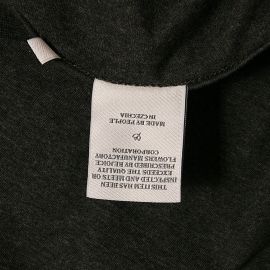 THIS ITEM HAS BEEN
INSPECTED AND MEETS OR
EXCEEDS THE QUALITY
PRESCRIBED BY REJOICE
FLOWERS MANUFACTORY
CORPORATION
MADE BY PEOPLE
IN CZECHIA